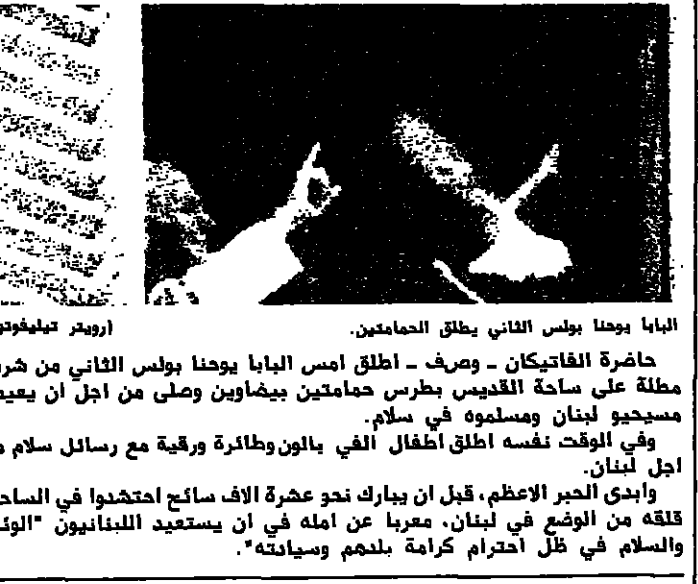 البابا يوحنا بولس الثاني يطلق الحمامتين.
(رويتر تيليفوتو
حاضرة الفاتيكان ـ وصف ـ اطلق امس البابا يوحنا بولس الثاني من
مطلة على ساحة القديس بطرس حمامتين بيضاوين وصلى من اجل ان
مسيحيو لبنان ومسلموه في سلام.
وفي الوقت نفسه اطلق اطفال الفي بالون وطائرة ورقية مع رسائل سلام
اجل لبنان.
وابدى الحبر الاعظم، قبل ان يبارك نحو عشرة الاف سائح احتشدوا في
قلقه من الوضع في لبنان، معربا عن امله في ان يستعيد اللبنانيون
والسلام في ظل احترام كرامة بلدهم وسيادته".